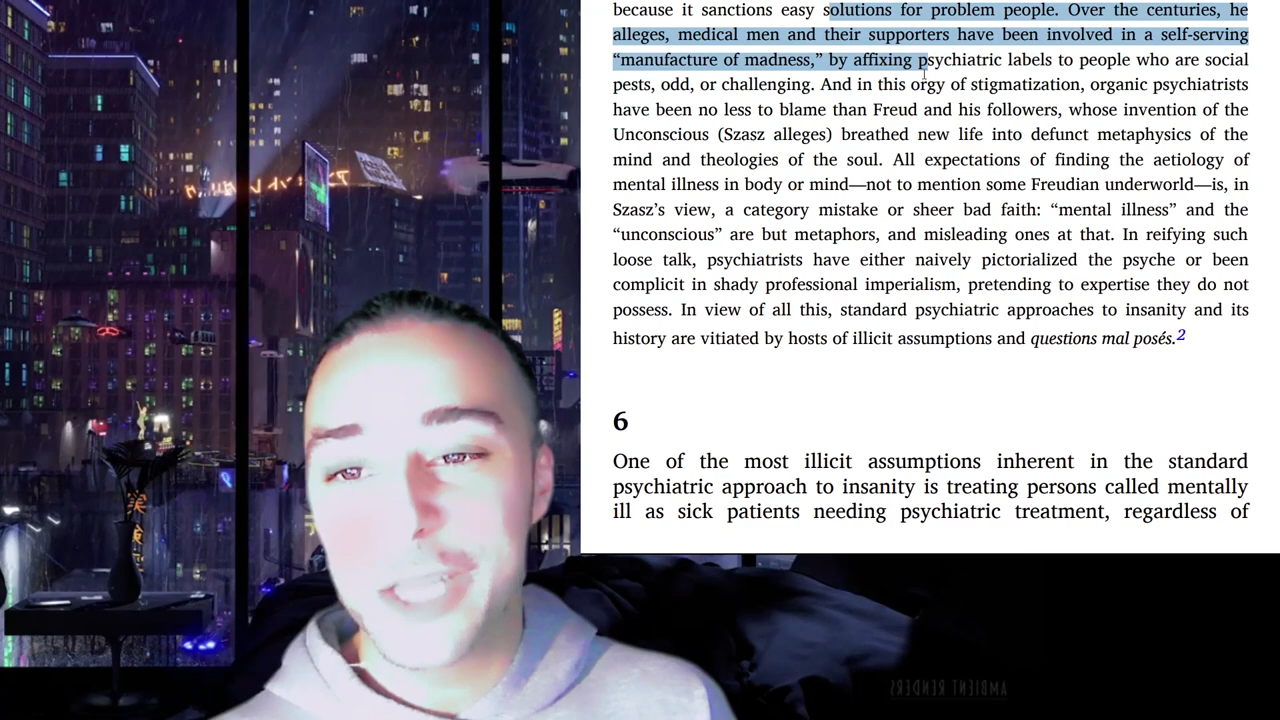 because it sanctions easy solutions for problem people. Over the centuries, he
alleges, medical men and their supporters have been involved in a self-serving
“manufacture of madness,” by affixing psychiatric labels to people who are social
pests, odd, or challenging. And in this orgy of stigmatization, organic psychiatrists
have been no less to blame than Freud and his followers, whose invention of the
Unconscious (Szasz alleges) breathed new life into defunct metaphysics of the
mind and theologies of the soul. All expectations of finding the aetiology of
mental illness in body or mind—not to mention some Freudian underworld—is, in
Szasz’s view, a category mistake or sheer bad faith: “mental illness” and the
“unconscious” are but metaphors, and misleading ones at that. In reifying such
loose talk, psychiatrists have either naively pictorialized the psyche or been
complicit in shady professional imperialism, pretending to expertise they do not
possess. In view of all this, standard psychiatric approaches to insanity and its
history are vitiated by hosts of illicit assumptions and questions mal posés.2
6
One of the most illicit assumptions inherent in the standard
psychiatric approach to insanity is treating persons called mentally
ill as sick patients needing psychiatric treatment, regardless of
AMBIENT RENDERS